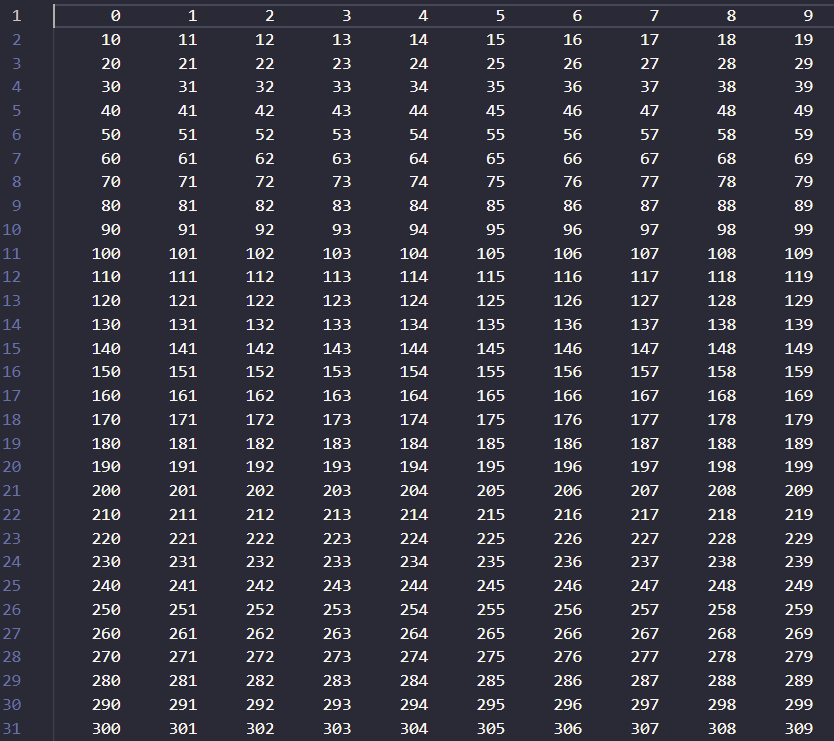 1 0 1 2 3 4 5 6 7 8 9
2 10 11 12 13 14 15 16 17 18 19
3 20 21 22 23 24 25 26 27 28 29
4 30 31 32 33 34 35 36 37 38 39
5 40 41 42 43 44 45 46 47 48 49
6 50 51 52 53 54 55 56 57 58 59
7 60 61 62 63 64 65 66 67 68 69
8 70 71 72 73 74 75 76 77 78 79
9 80 81 82 83 84 85 86 87 88 89
10 90 91 92 93 94 95 96 97 98 99
11 100 101 102 103 104 105 106 107 108 109
12 110 111 112 113 114 115 116 117 118 119
13 120 121 122 123 124 125 126 127 128 129
14 130 131 132 133 134 135 136 137 138 139
15 140 141 142 143 144 145 146 147 148 149
16 150 151 152 153 154 155 156 157 158 159
17 160 161 162 163 164 165 166 167 168 169
18 170 171 172 173 174 175 176 177 178 179
19 180 181 182 183 184 185 186 187 188 189
20 190 191 192 193 194 195 196 197 198 199
21 200 201 202 203 204 205 206 207 208 209
22 210 211 212 213 214 215 216 217 218 219
23 220 221 222 223 224 225 226 227 228 229
24 230 231 232 233 234 235 236 237 238 239
25 240 241 242 243 244 245 246 247 248 249
26 250 251 252 253 254 255 256 257 258 259
27 260 261 262 263 264 265 266 267 268 269
28 270 271 272 273 274 275 276 277 278 279
29 280 281 282 283 284 285 286 287 288 289
30 290 291 292 293 294 295 296 297 298 299
31 300 301 302 303 304 305 306 307 308 309